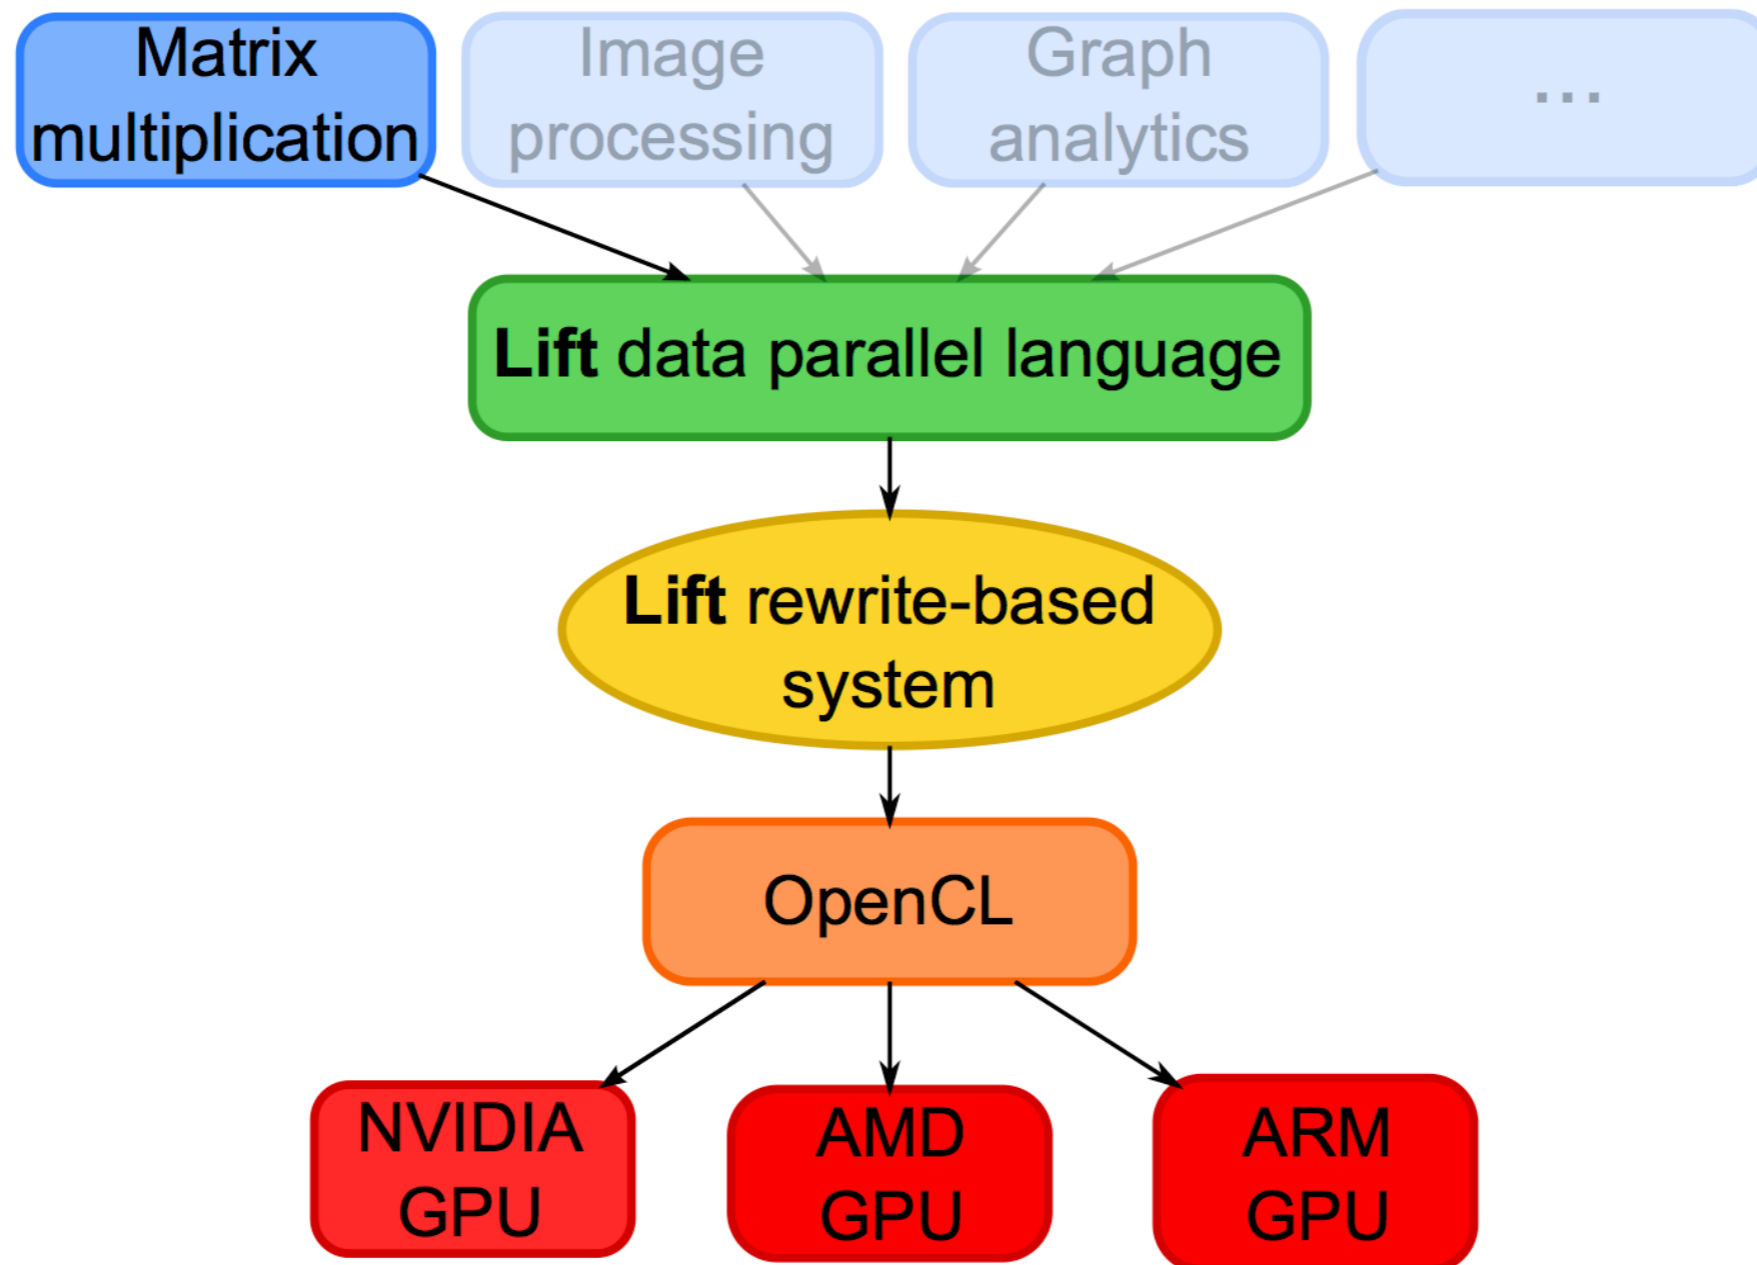 Matrix
multiplication
Image
processing
Graph
analytics
...
Lift data parallel language
Lift rewrite-based
system
OpenCL
NVIDIA
GPU
AMD
GPU
ARM
GPU